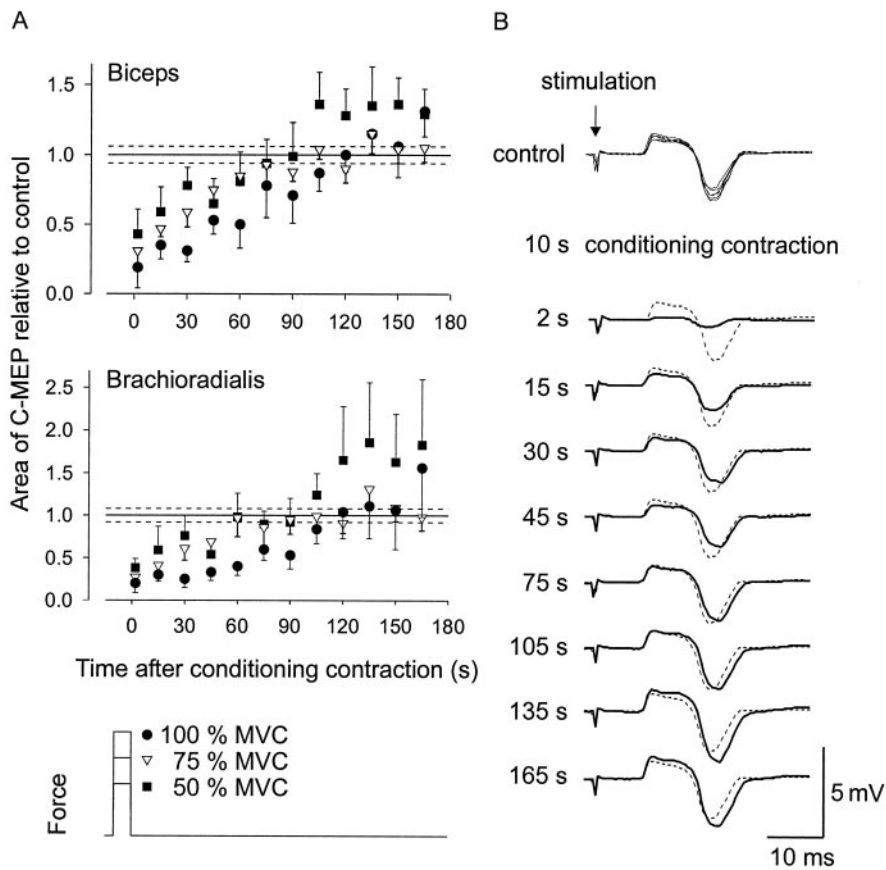 A
Biceps
1.5
1.0
0.5
0.0
0 30 60 90 120 150 180
Brachioradialis
2.5
2.0
1.5
1.0
0.5
0.0
0 30 60 90 120 150 180
Area of C-MEP relative to control
Time after conditioning contraction (s)
100 % MVC
75 % MVC
50 % MVC
Force
B
stimulation
control
10 s conditioning contraction
2 s
15 s
30 s
45 s
75 s
105 s
135 s
165 s
5 mV
10 ms